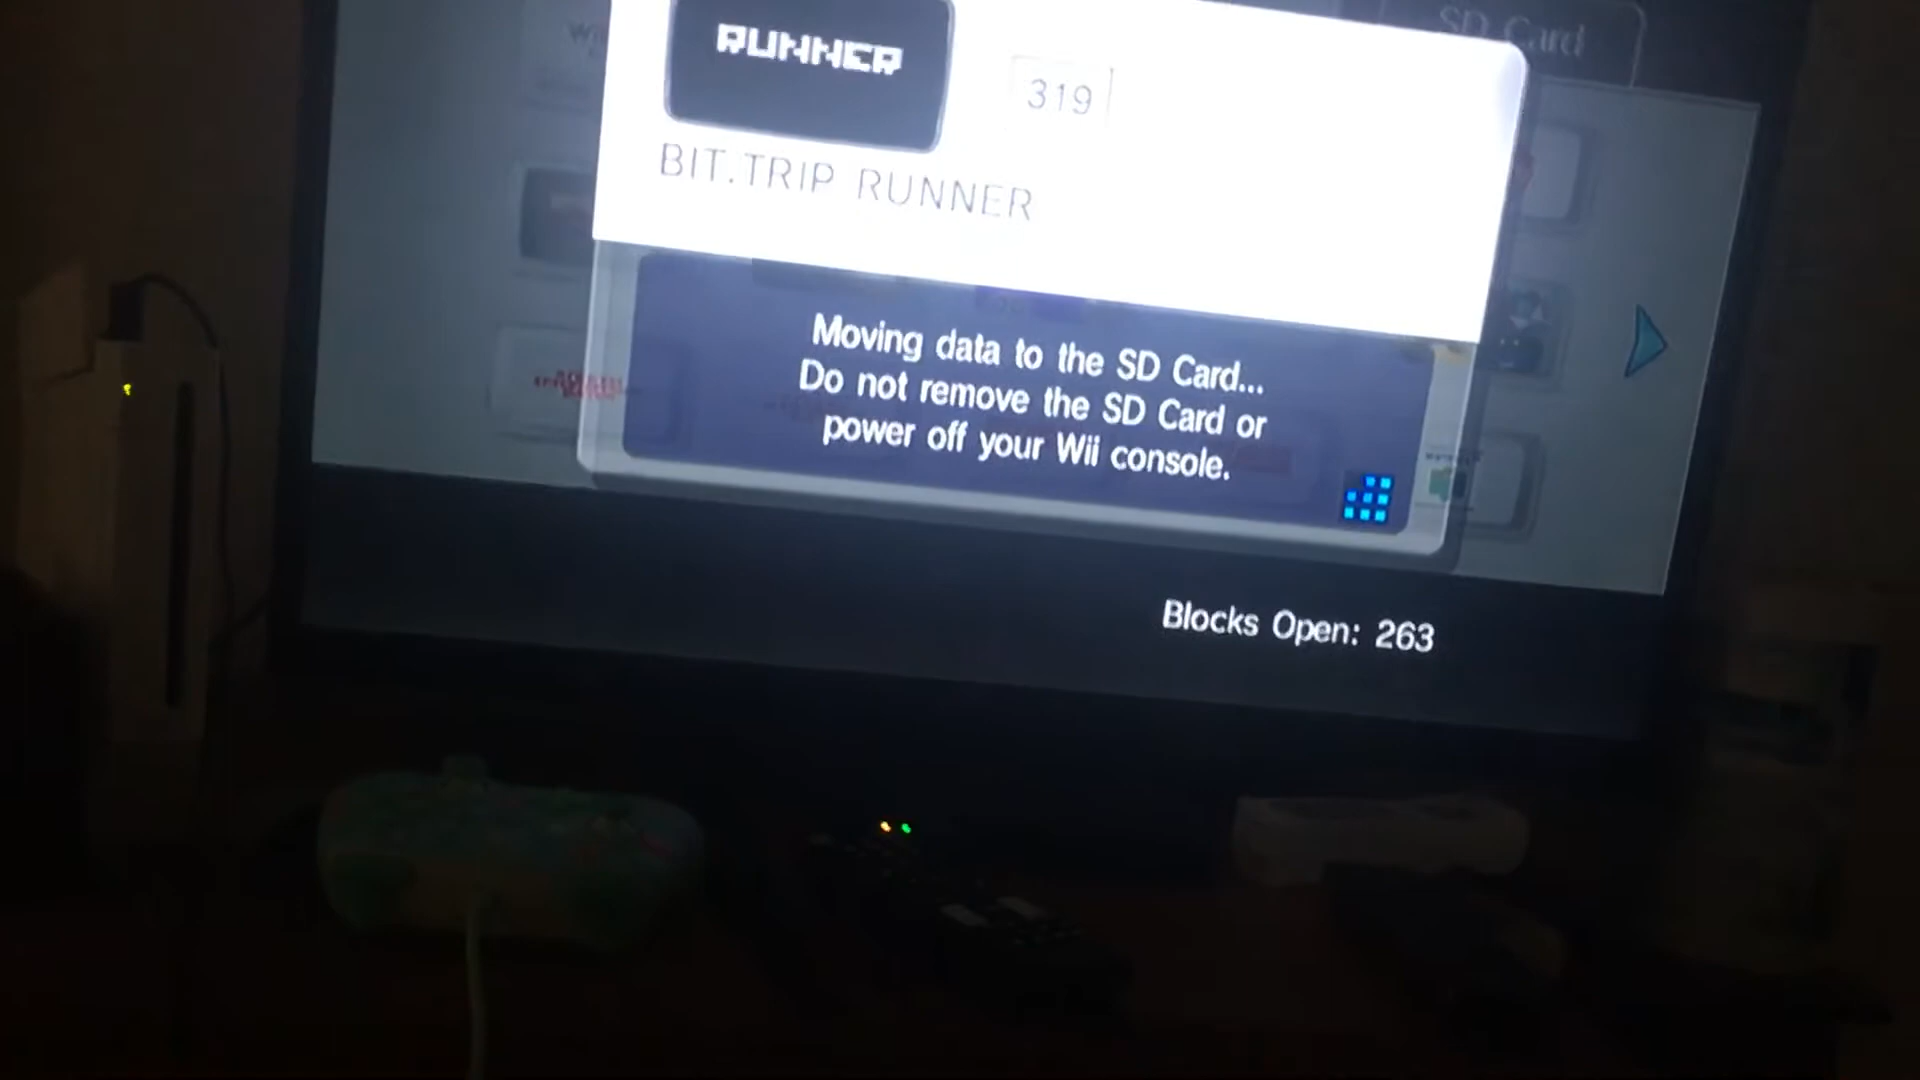 SD Card
RUNNER
319
BIT.TRIP RUNNER
Moving data to the SD Card...
Do not remove the SD Card or
power off your Wii console.
Blocks Open: 263